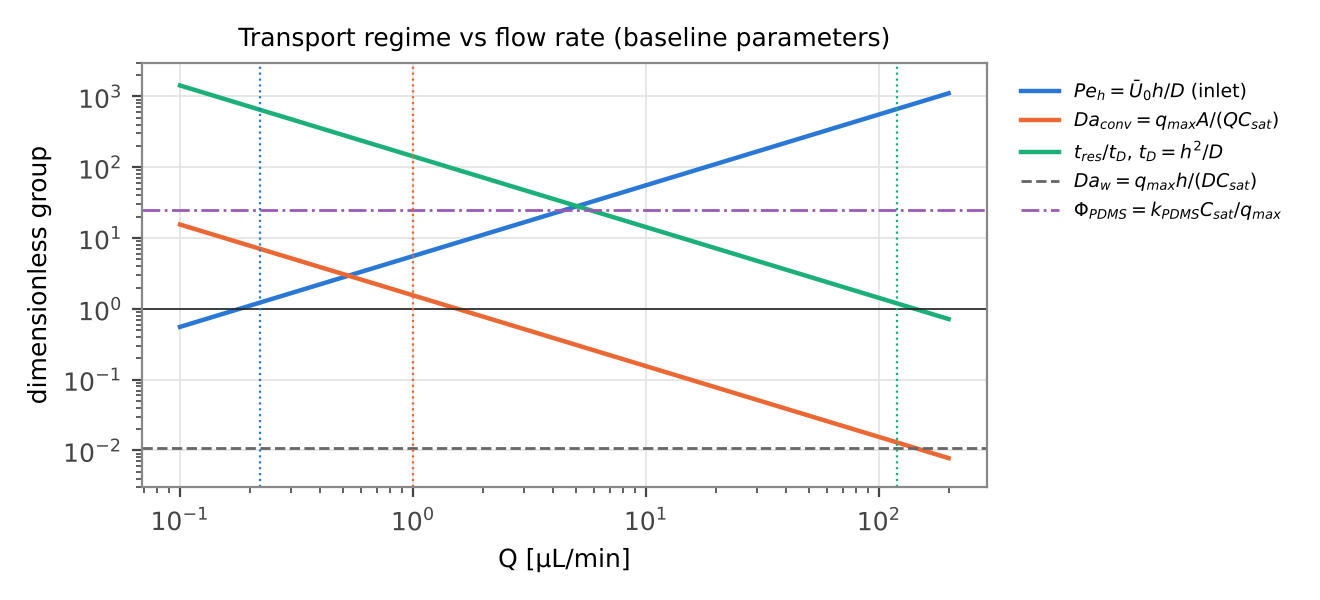 Transport regime vs flow rate (baseline parameters)
dimensionless group
10³
10²
10¹
10⁰
10⁻¹
10⁻²
10⁻¹ 10⁰ 10¹ 10²
Q [µL/min]
Peₕ = Ū₀h/D (inlet)
Da_conv = q_max A/(QC_sat)
t_res/t_D, t_D = h²/D
Da_w = q_max h/(DC_sat)
Φ_PDMS = k_PDMS C_sat/q_max